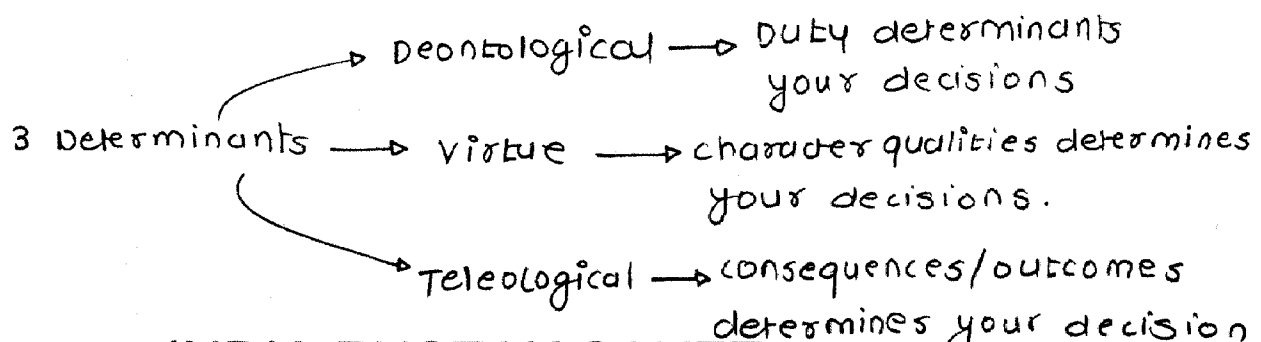 Deontological → Duty determinants
your decisions
3 Determinants → Virtue → character qualities determines
your decisions.
Teleological → consequences/outcomes
determines your decision